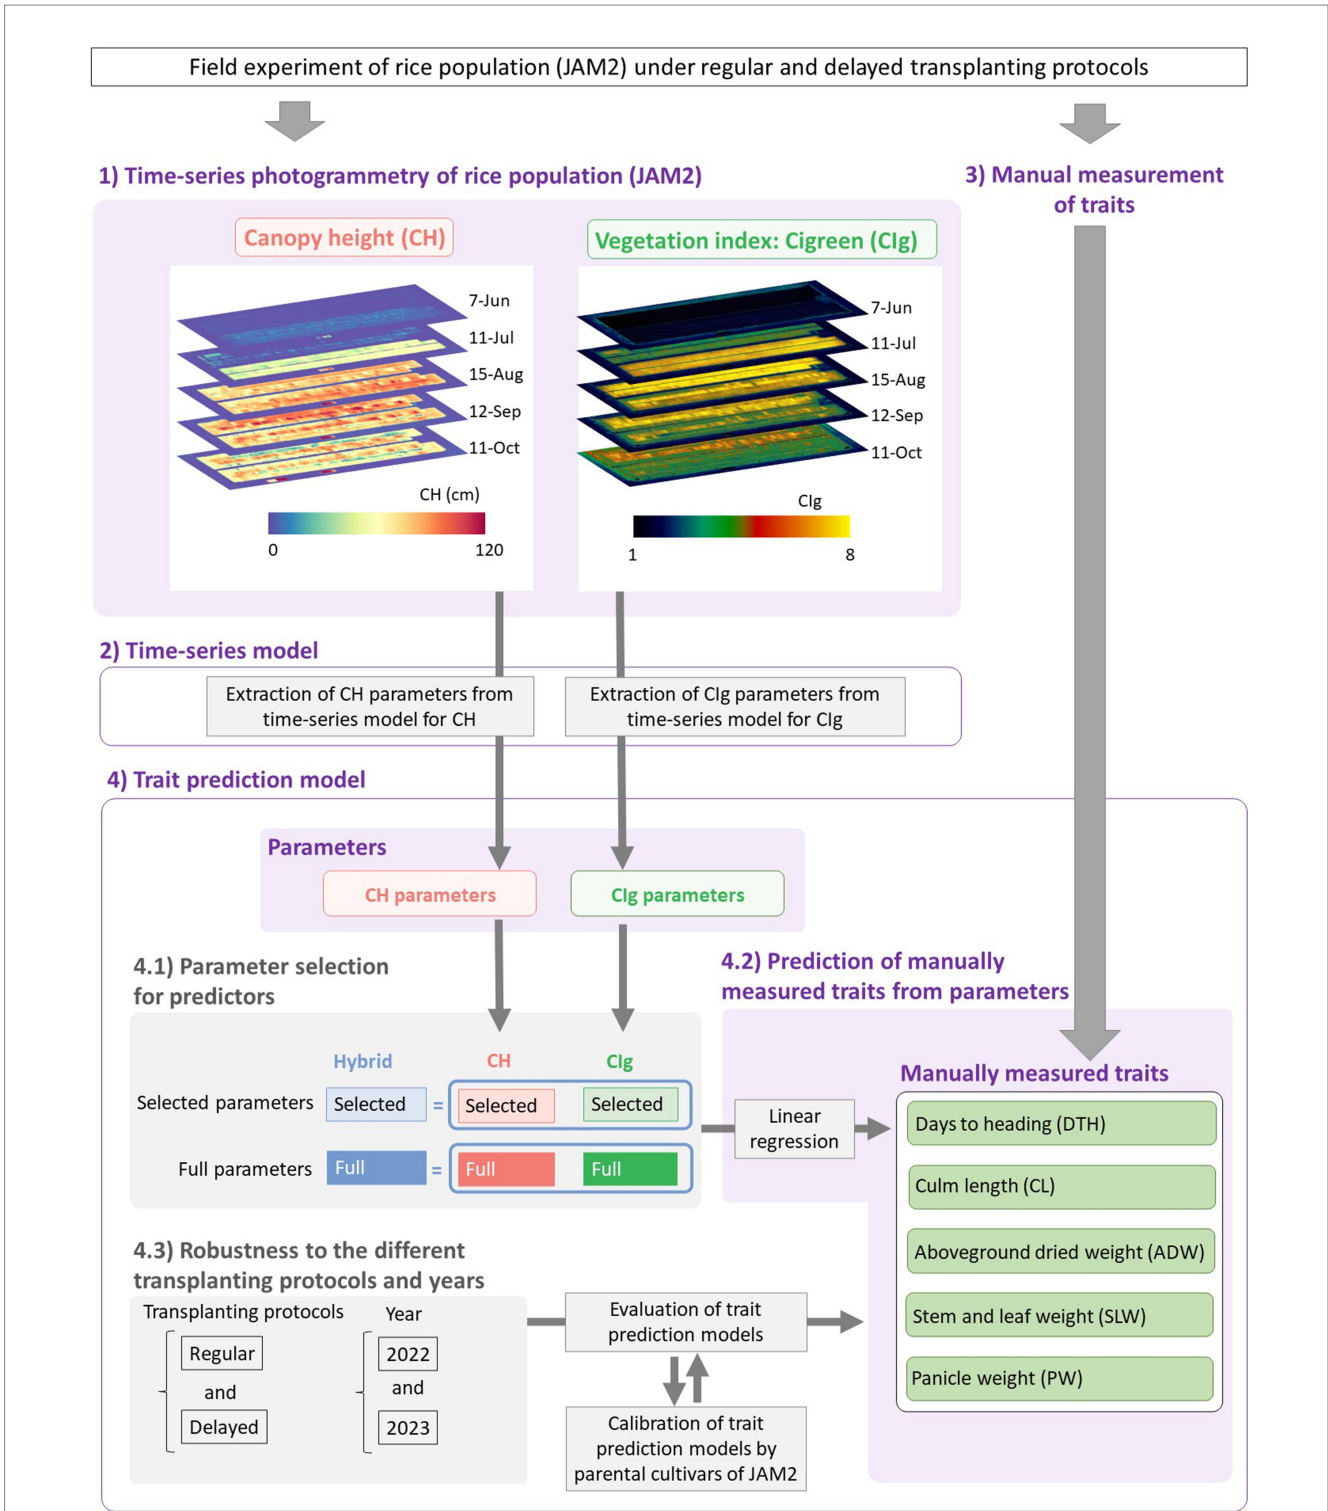 Field experiment of rice population (JAM2) under regular and delayed transplanting protocols
1) Time-series photogrammetry of rice population (JAM2)
3) Manual measurement
of traits
Canopy height (CH)
Vegetation index: Cigreen (CIg)
7-Jun
11-Jul
15-Aug
12-Sep
11-Oct
CH (cm)
0
120
7-Jun
11-Jul
15-Aug
12-Sep
11-Oct
CIg
1
8
2) Time-series model
Extraction of CH parameters from
time-series model for CH
Extraction of CIg parameters from
time-series model for CIg
4) Trait prediction model
Parameters
CH parameters
CIg parameters
4.1) Parameter selection
for predictors
Hybrid
CH
CIg
Selected parameters
Selected
=
Selected
Selected
Full parameters
Full
=
Full
Full
4.2) Prediction of manually
measured traits from parameters
Linear
regression
Manually measured traits
Days to heading (DTH)
Culm length (CL)
Aboveground dried weight (ADW)
Stem and leaf weight (SLW)
Panicle weight (PW)
4.3) Robustness to the different
transplanting protocols and years
Transplanting protocols
Regular
and
Delayed
Year
2022
and
2023
Evaluation of trait
prediction models
Calibration of trait
prediction models by
parental cultivars of JAM2